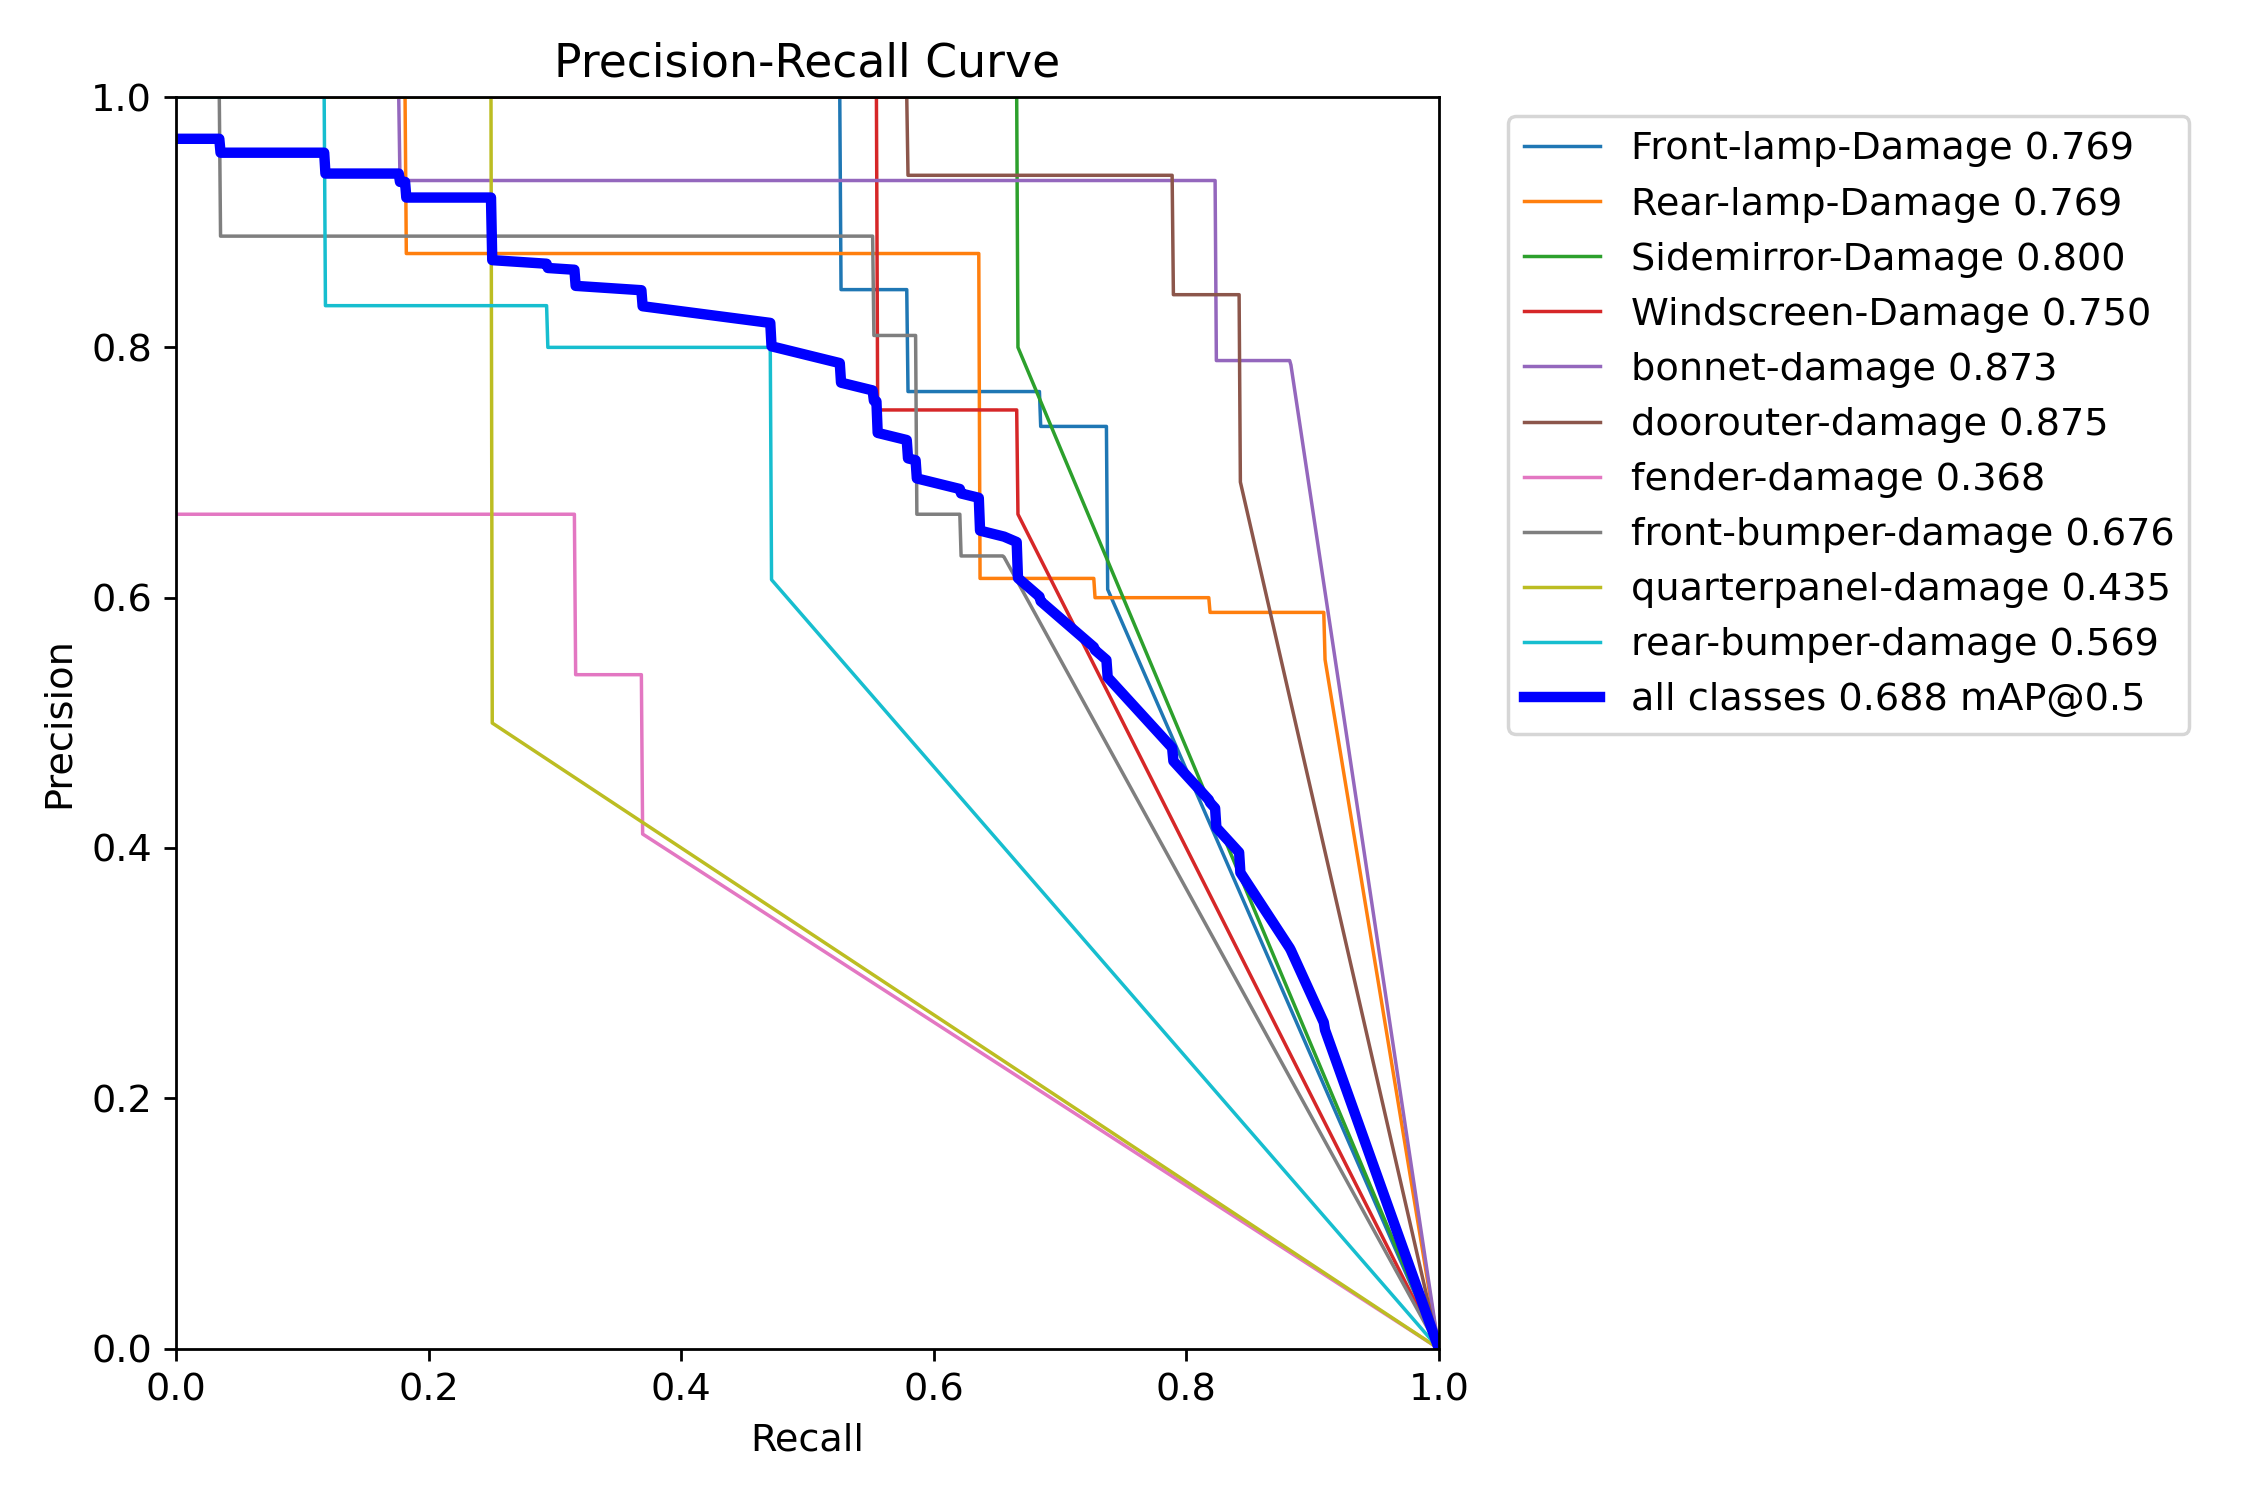 Precision-Recall Curve
1.0
0.8
0.6
0.4
0.2
0.0
Precision
0.0 0.2 0.4 0.6 0.8 1.0
Recall
Front-lamp-Damage 0.769
Rear-lamp-Damage 0.769
Sidemirror-Damage 0.800
Windscreen-Damage 0.750
bonnet-damage 0.873
doorouter-damage 0.875
fender-damage 0.368
front-bumper-damage 0.676
quarterpanel-damage 0.435
rear-bumper-damage 0.569
all classes 0.688 mAP@0.5